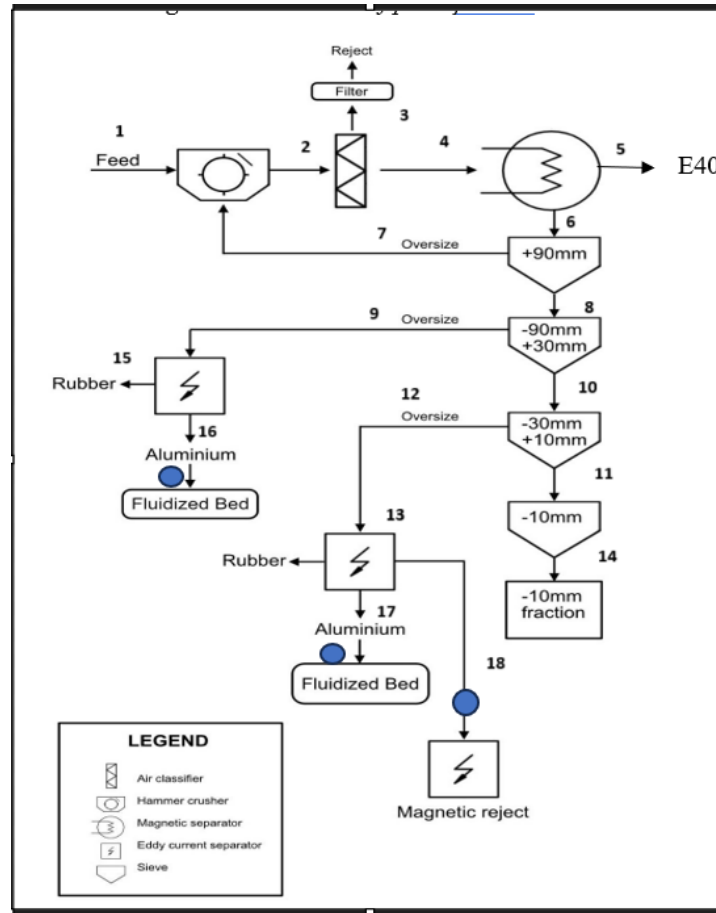 Reject
Filter
3
1
Feed
2
4
5
E40
6
7
Oversize
+90mm
8
9
Oversize
-90mm
+30mm
15
Rubber
10
12
Oversize
-30mm
+10mm
16
Aluminium
11
Fluidized Bed
-10mm
13
14
Rubber
-10mm
fraction
17
Aluminium
18
Fluidized Bed
Magnetic reject
LEGEND
Air classifier
Hammer crusher
Magnetic separator
Eddy current separator
Sieve